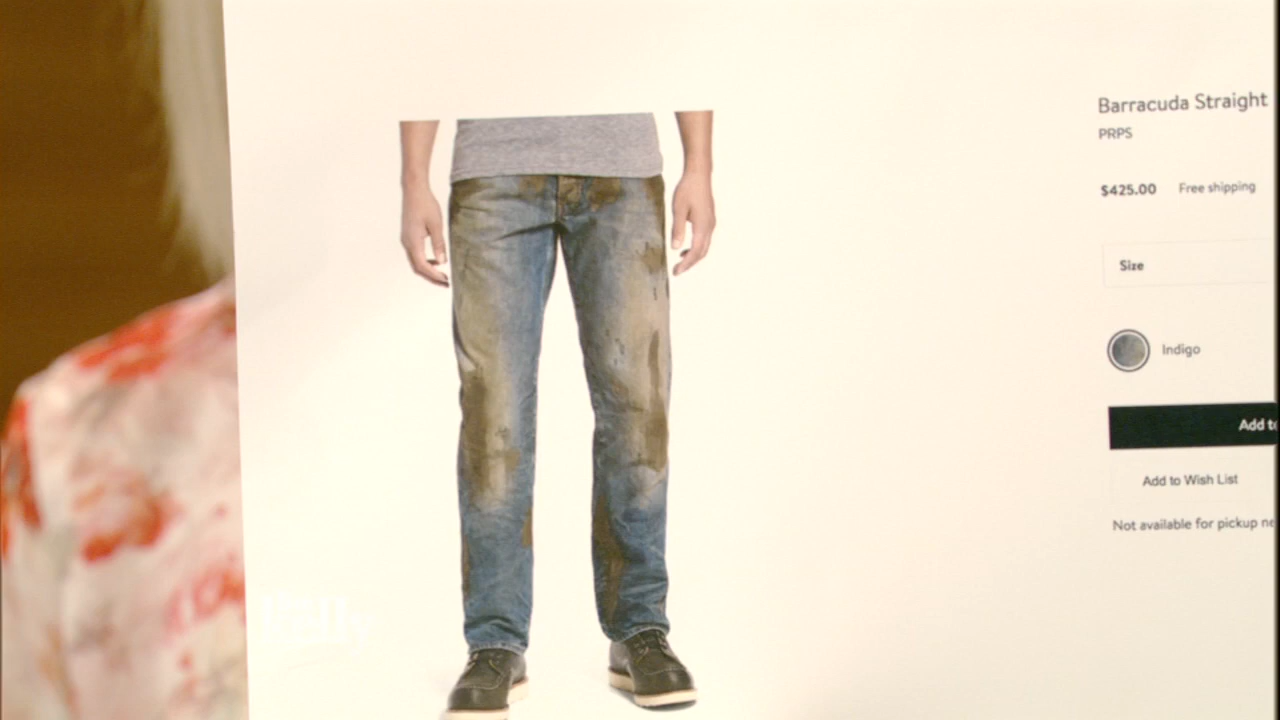 Barracuda Straight
PRPS
$425.00 Free shipping
Size
Indigo
Add to
Add to Wish List
Not available for pickup ne